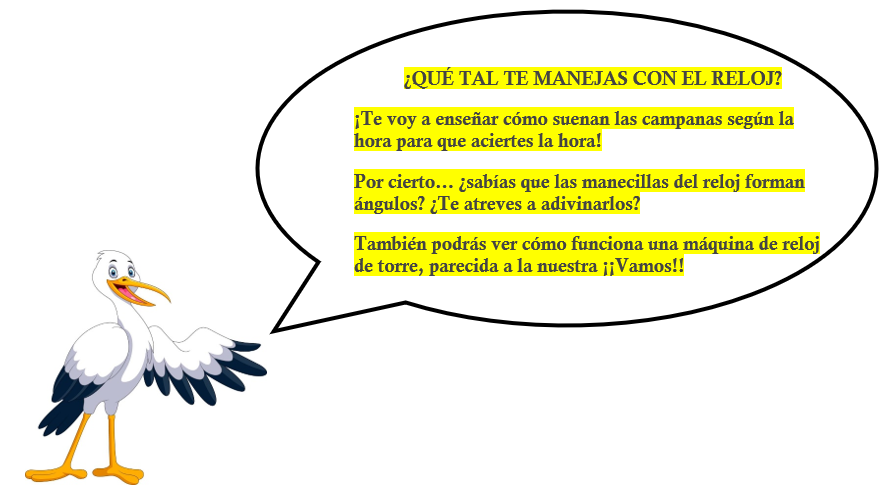 ¿QUÉ TAL TE MANEJAS CON EL RELOJ?
¡Te voy a enseñar cómo suenan las campanas según la
hora para que aciertes la hora!
Por cierto... ¿sabías que las manecillas del reloj forman
ángulos? ¿Te atreves a adivinarlos?
También podrás ver cómo funciona una máquina de reloj
de torre, parecida a la nuestra ¡¡Vamos!!